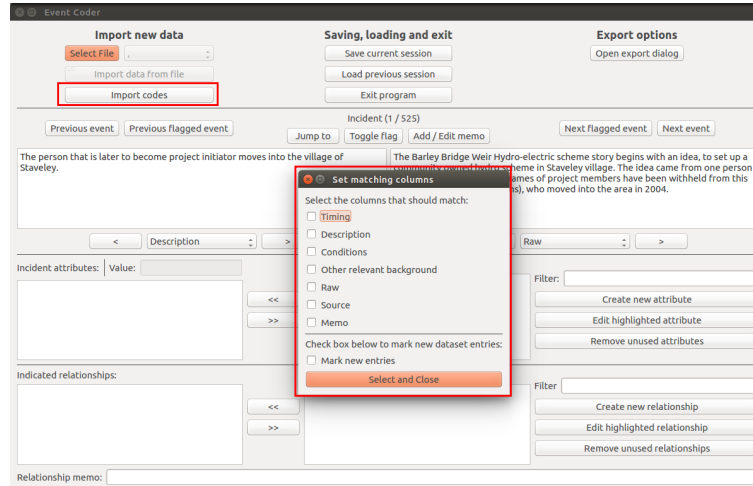 Event Coder
Import new data
Saving, loading and exit
Export options
Select File
,
Save current session
Open export dialog
Import data from file
Load previous session
Import codes
Exit program
Incident (1 / 525)
Previous event
Previous flagged event
Jump to
Toggle flag
Add / Edit memo
Next flagged event
Next event
The person that is later to become project initiator moves into the village of
Staveley.
The Barley Bridge Weir Hydro-electric scheme story begins with an idea, to set up a
community owned hydro scheme in Staveley village. The idea came from one person
ames of project members have been withheld from this
), who moved into the area in 2004.
Set matching columns
Select the columns that should match:
Timing
Description
Conditions
Other relevant background
Raw
Source
Memo
Check box below to mark new dataset entries:
Mark new entries
Select and Close
<
Description
>
Raw
>
Incident attributes:
Value:
Filter:
<<
>>
Create new attribute
Edit highlighted attribute
Remove unused attributes
Indicated relationships:
Filter
<<
>>
Create new relationship
Edit highlighted relationship
Remove unused relationships
Relationship memo: